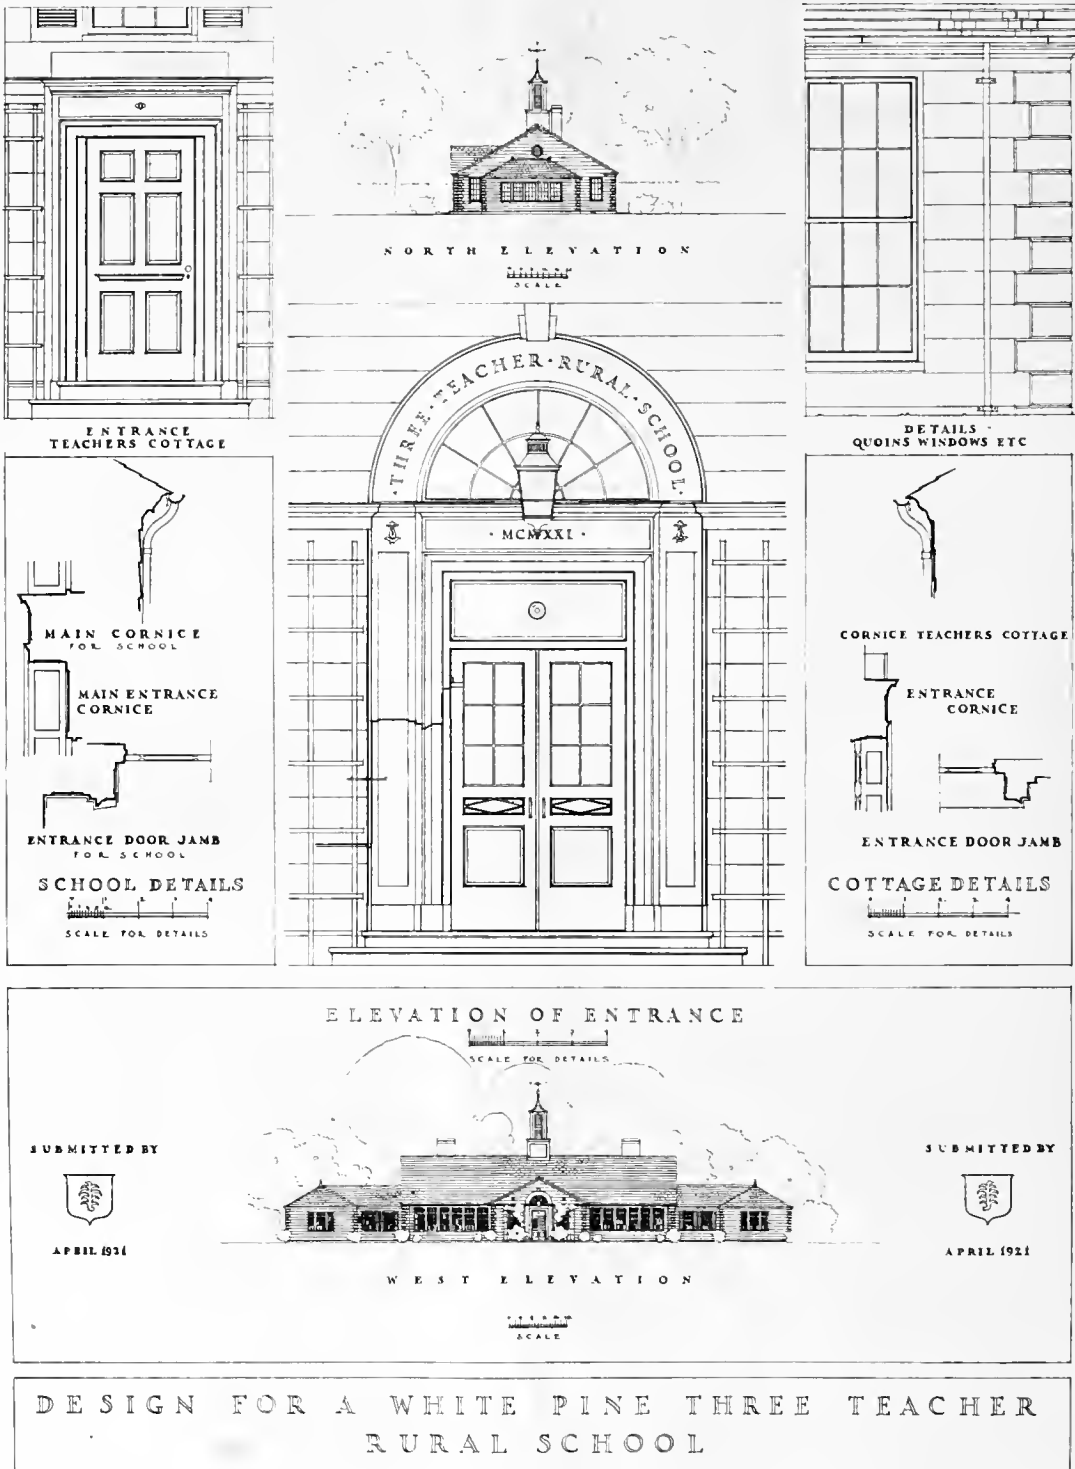 NORTH ELEVATION
SCALE
ENTRANCE
TEACHERS COTTAGE
DETAILS -
QUOINS WINDOWS ETC
· THREE · TEACHER · RURAL · SCHOOL ·
· MCMXXI ·
MAIN CORNICE
FOR SCHOOL
MAIN ENTRANCE
CORNICE
ENTRANCE DOOR JAMB
FOR SCHOOL
SCHOOL DETAILS
SCALE FOR DETAILS
CORNICE TEACHERS COTTAGE
ENTRANCE
CORNICE
ENTRANCE DOOR JAMB
COTTAGE DETAILS
SCALE FOR DETAILS
ELEVATION OF ENTRANCE
SCALE FOR DETAILS
SUBMITTED BY
APRIL 1921
SUBMITTED BY
APRIL 1921
WEST ELEVATION
SCALE
DESIGN FOR A WHITE PINE THREE TEACHER
RURAL SCHOOL